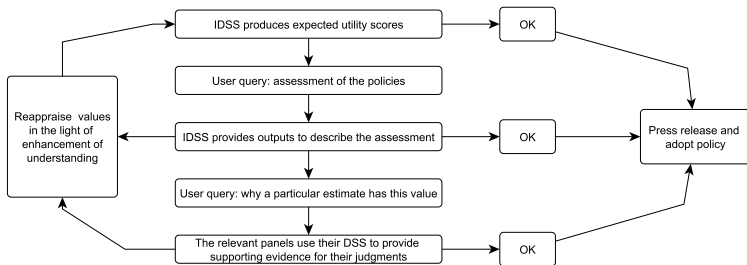 IDSS produces expected utility scores
OK
User query: assessment of the policies
Reappraise values
in the light of
enhancement of
understanding
IDSS provides outputs to describe the assessment
OK
Press release and
adopt policy
User query: why a particular estimate has this value
The relevant panels use their DSS to provide
supporting evidence for their judgments
OK